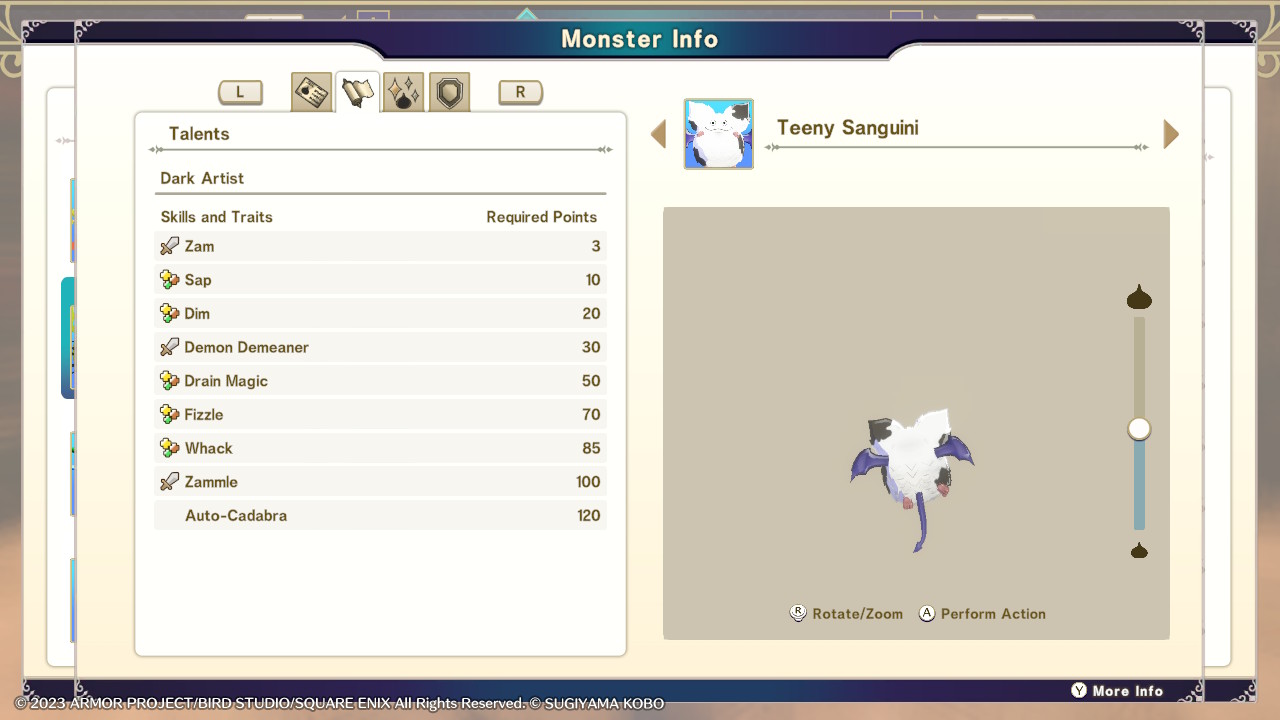 Monster Info
L
R
Talents
Dark Artist
Skills and Traits Required Points
Zam 3
Sap 10
Dim 20
Demon Demeaner 30
Drain Magic 50
Fizzle 70
Whack 85
Zammle 100
Auto-Cadabra 120
Teeny Sanguini
R Rotate/Zoom A Perform Action
Y More Info
© 2023 ARMOR PROJECT/BIRD STUDIO/SQUARE ENIX All Rights Reserved. © SUGIYAMA KOBO